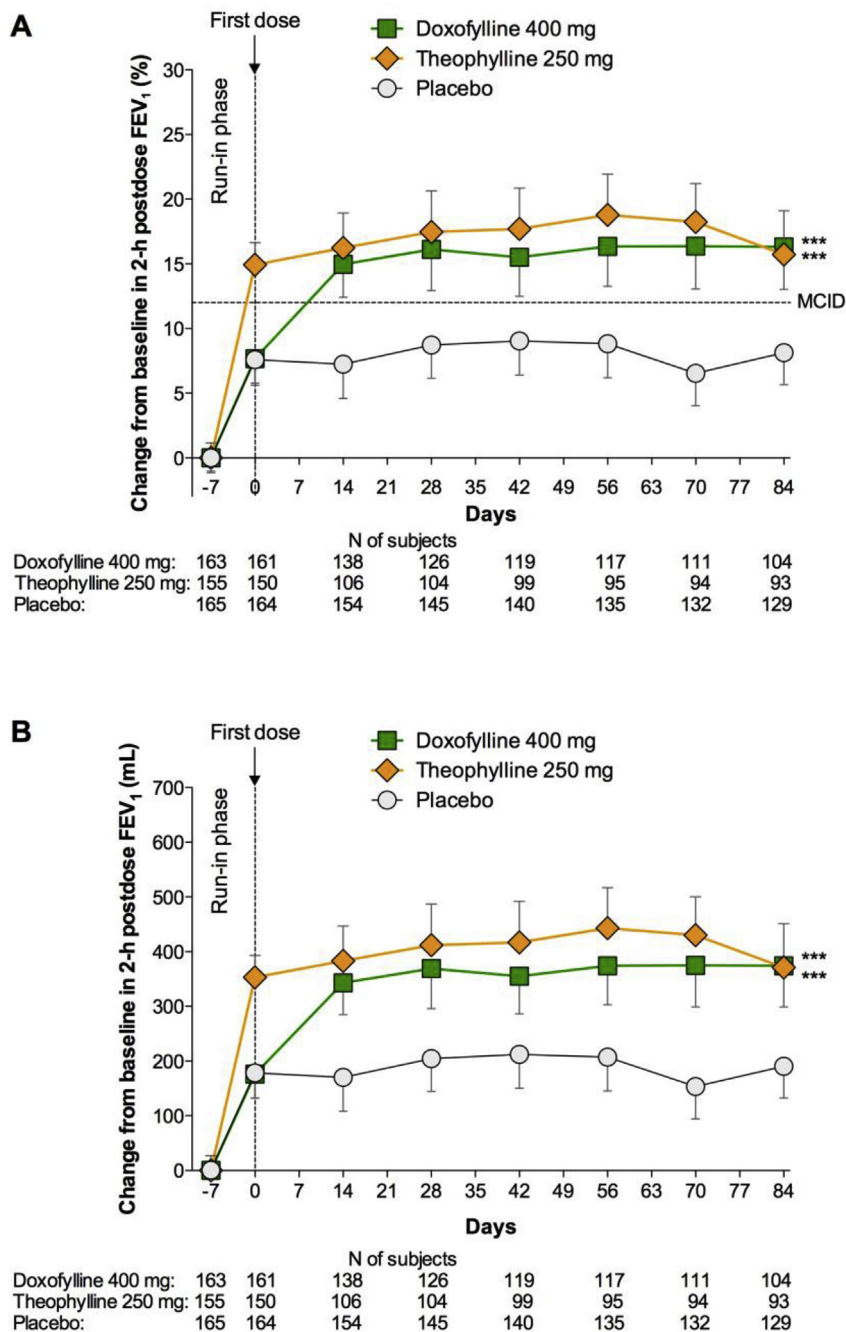 A
First dose
Doxofylline 400 mg
Theophylline 250 mg
Placebo
Run-in phase
Change from baseline in 2-h postdose FEV₁ (%)
30
25
20
15
10
5
0
MCID
***
***
-7 0 7 14 21 28 35 42 49 56 63 70 77 84
Days
N of subjects
Doxofylline 400 mg: 163 161 138 126 119 117 111 104
Theophylline 250 mg: 155 150 106 104 99 95 94 93
Placebo: 165 164 154 145 140 135 132 129
B
First dose
Doxofylline 400 mg
Theophylline 250 mg
Placebo
Run-in phase
Change from baseline in 2-h postdose FEV₁ (mL)
700
600
500
400
300
200
100
0
***
***
-7 0 7 14 21 28 35 42 49 56 63 70 77 84
Days
N of subjects
Doxofylline 400 mg: 163 161 138 126 119 117 111 104
Theophylline 250 mg: 155 150 106 104 99 95 94 93
Placebo: 165 164 154 145 140 135 132 129